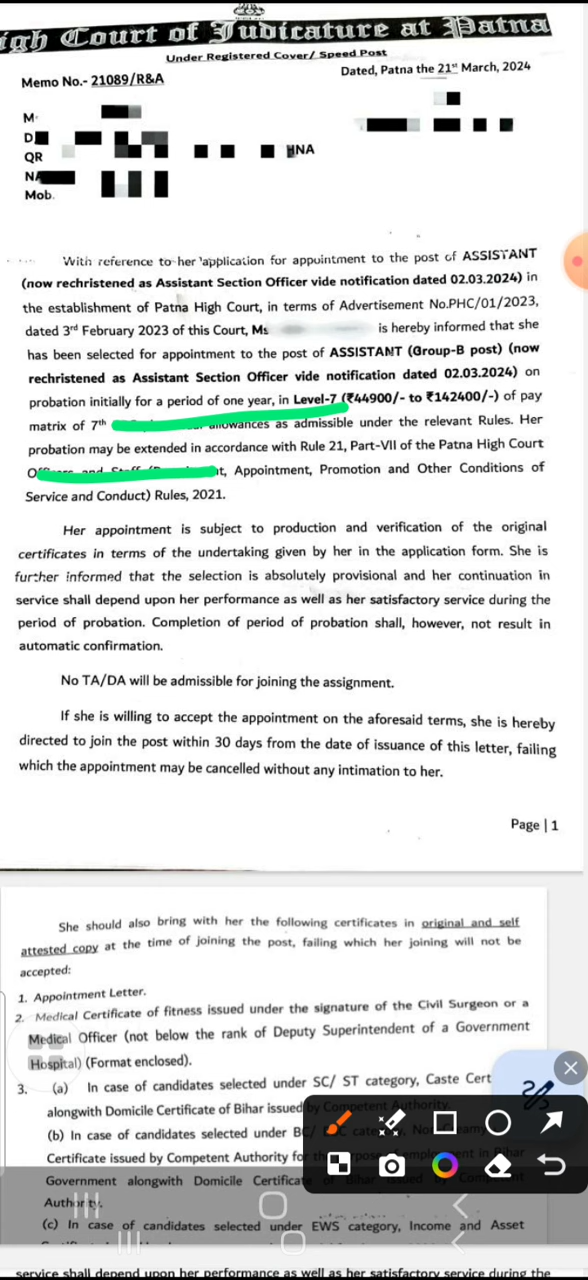 igh Court of Judicature at Patna
Under Registered Cover/ Speed Post
Memo No.- 21089/R&A
Dated, Patna the 21st March, 2024
M
D
QR HNA
NA
Mob.
With reference to her application for appointment to the post of ASSISTANT
(now rechristened as Assistant Section Officer vide notification dated 02.03.2024) in
the establishment of Patna High Court, in terms of Advertisement No.PHC/01/2023,
dated 3rd February 2023 of this Court, Ms is hereby informed that she
has been selected for appointment to the post of ASSISTANT (Group-B post) (now
rechristened as Assistant Section Officer vide notification dated 02.03.2024) on
probation initially for a period of one year, in Level-7 (₹44900/- to ₹142400/-) of pay
matrix of 7th allowances as admissible under the relevant Rules. Her
probation may be extended in accordance with Rule 21, Part-VII of the Patna High Court
Officers and Staff Appointment, Promotion and Other Conditions of
Service and Conduct) Rules, 2021.
Her appointment is subject to production and verification of the original
certificates in terms of the undertaking given by her in the application form. She is
further informed that the selection is absolutely provisional and her continuation in
service shall depend upon her performance as well as her satisfactory service during the
period of probation. Completion of period of probation shall, however, not result in
automatic confirmation.
No TA/DA will be admissible for joining the assignment.
If she is willing to accept the appointment on the aforesaid terms, she is hereby
directed to join the post within 30 days from the date of issuance of this letter, failing
which the appointment may be cancelled without any intimation to her.
Page | 1
She should also bring with her the following certificates in original and self
attested copy at the time of joining the post, failing which her joining will not be
accepted:
1. Appointment Letter.
2. Medical Certificate of fitness issued under the signature of the Civil Surgeon or a
Medical Officer (not below the rank of Deputy Superintendent of a Government
Hospital) (Format enclosed).
3. (a) In case of candidates selected under SC/ ST category, Caste Cert
alongwith Domicile Certificate of Bihar issued by Competent Authority.
(b) In case of candidates selected under BC/
Certificate issued by Competent Authority for
Government alongwith Domicile Certificate
Authority.
(c) In case of candidates selected under EWS category, Income and Asset
service shall depend upon her performance as well as her satisfactory service during the